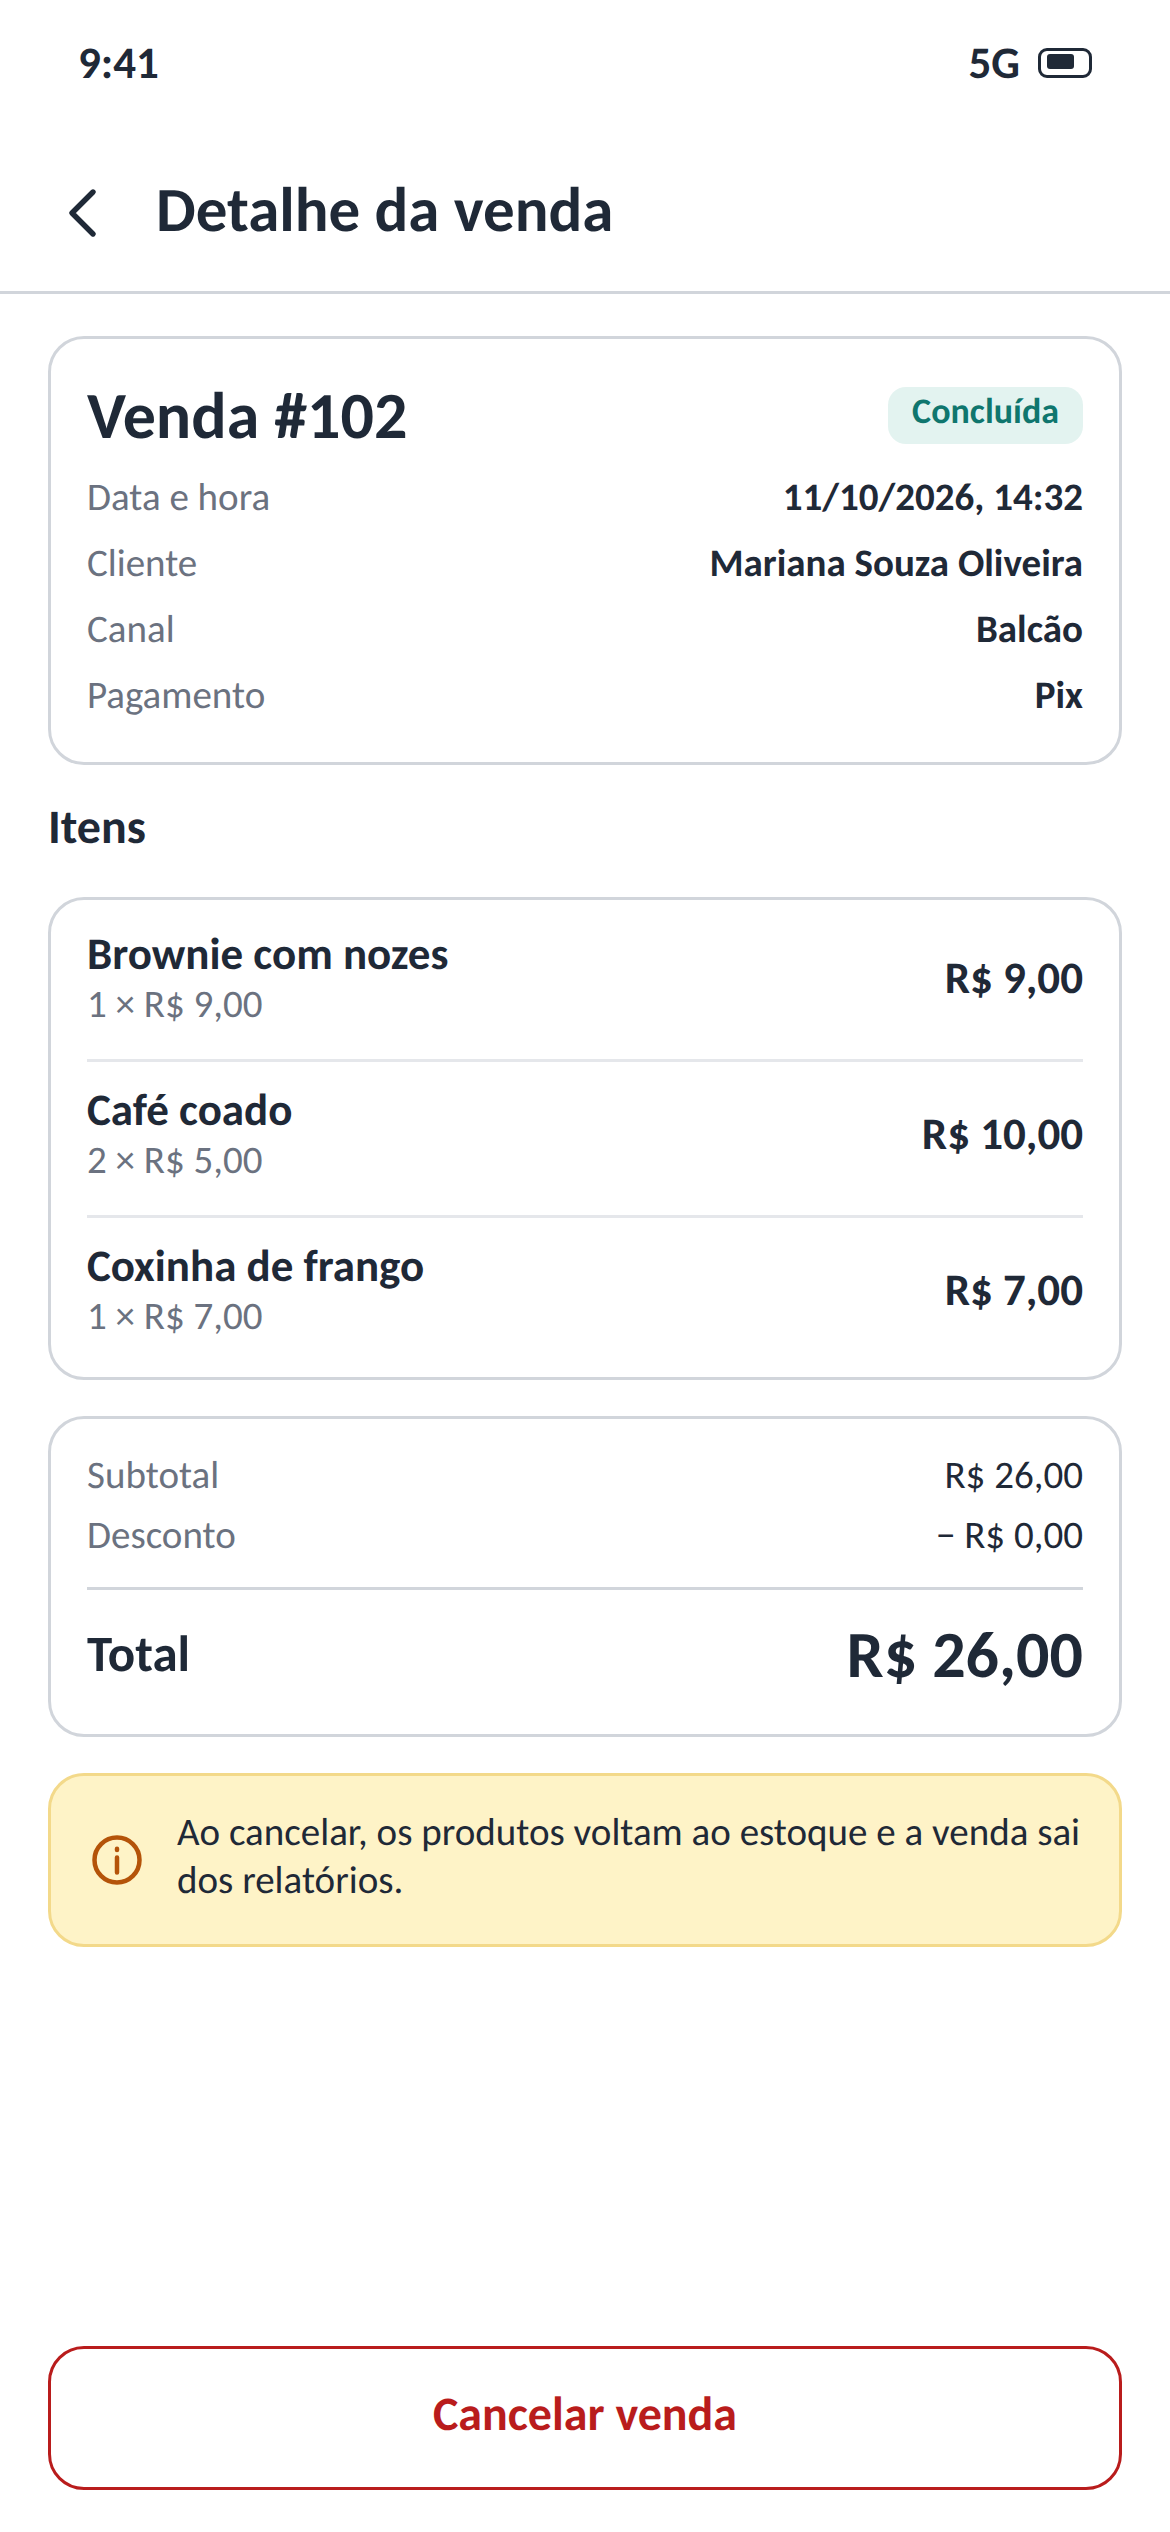 9:41
5G
Detalhe da venda
Venda #102
Concluída
Data e hora
11/10/2026, 14:32
Cliente
Mariana Souza Oliveira
Canal
Balcão
Pagamento
Pix
Itens
Brownie com nozes
1 × R$ 9,00
R$ 9,00
Café coado
2 × R$ 5,00
R$ 10,00
Coxinha de frango
1 × R$ 7,00
R$ 7,00
Subtotal
R$ 26,00
Desconto
− R$ 0,00
Total
R$ 26,00
Ao cancelar, os produtos voltam ao estoque e a venda sai
dos relatórios.
Cancelar venda